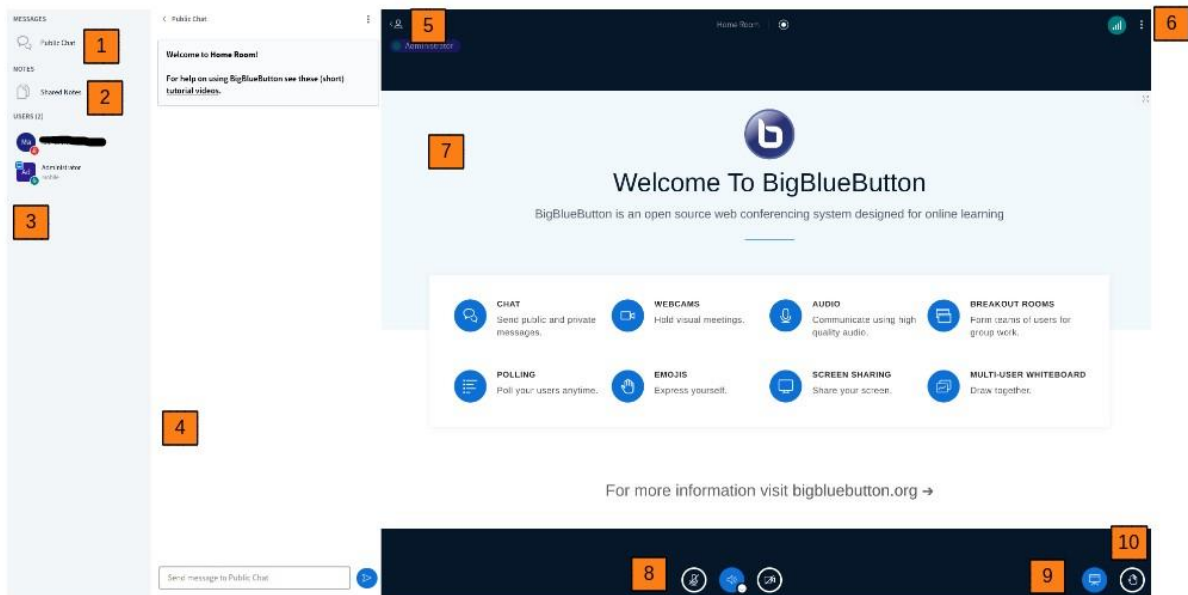 MESSAGES
Public Chat
1
NOTES
Shared Notes
2
USERS (2)
Ma
Administrator
mobile
Ad
3
Public Chat
Welcome to Home Room!
For help on using BigBlueButton see these (short)
tutorial videos.
4
Send message to Public Chat
5
Home Room
6
Administrator
7
b
Welcome To BigBlueButton
BigBlueButton is an open source web conferencing system designed for online learning
CHAT
Send public and private
messages.
WEBCAMS
Hold visual meetings.
AUDIO
Communicate using high
quality audio.
BREAKOUT ROOMS
Form teams of users for
group work.
POLLING
Poll your users anytime.
EMOJIS
Express yourself.
SCREEN SHARING
Share your screen.
MULTI-USER WHITEBOARD
Draw together.
For more information visit bigbluebutton.org →
8
9
10